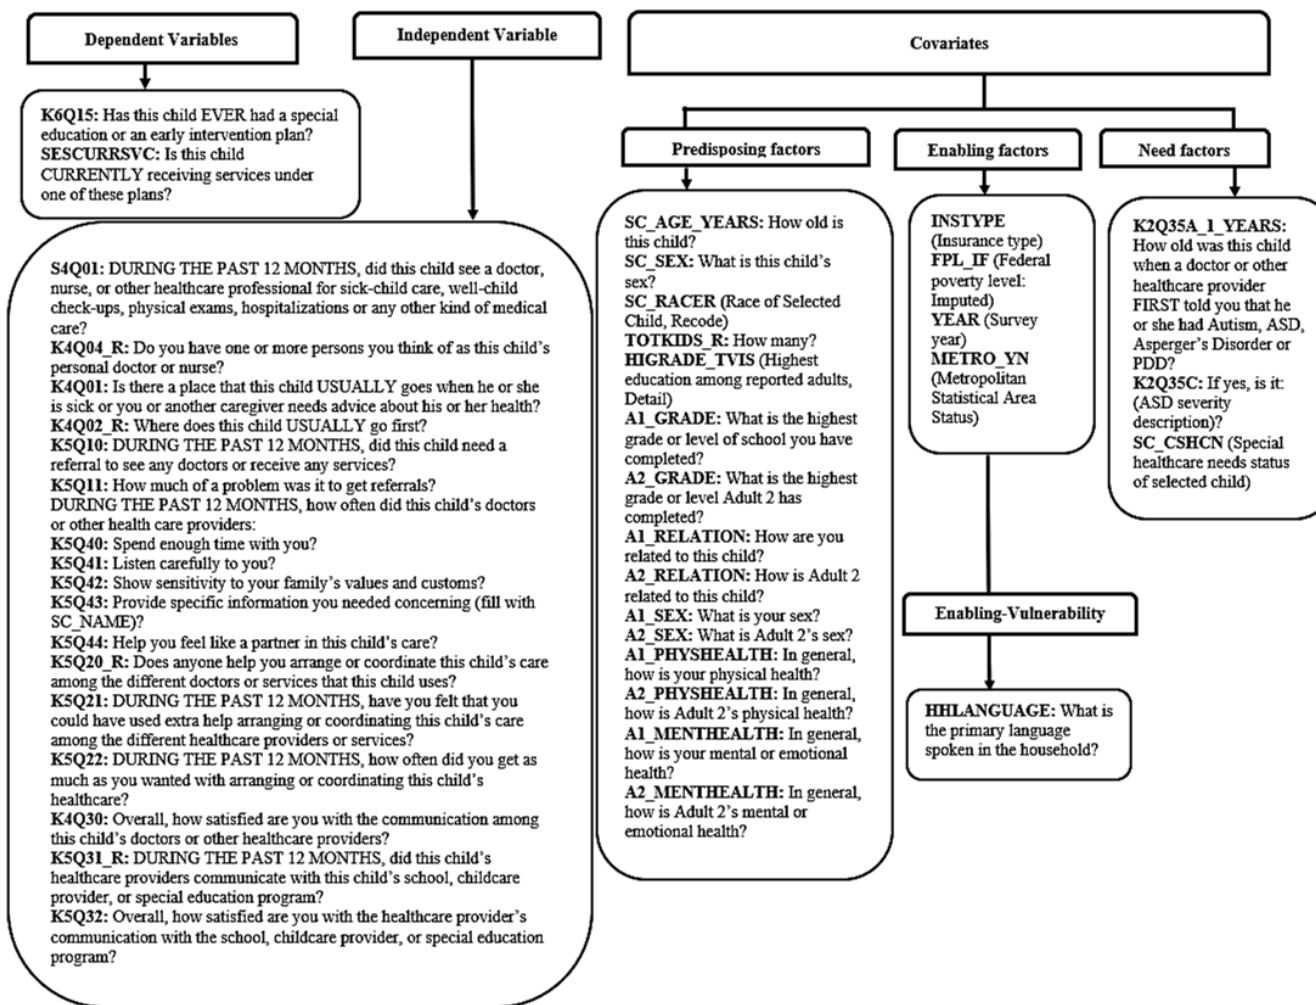 Dependent Variables
K6Q15: Has this child EVER had a special
education or an early intervention plan?
SESCURRSVC: Is this child
CURRENTLY receiving services under
one of these plans?
Independent Variable
S4Q01: DURING THE PAST 12 MONTHS, did this child see a doctor,
nurse, or other healthcare professional for sick-child care, well-child
check-ups, physical exams, hospitalizations or any other kind of medical
care?
K4Q04_R: Do you have one or more persons you think of as this child's
personal doctor or nurse?
K4Q01: Is there a place that this child USUALLY goes when he or she
is sick or you or another caregiver needs advice about his or her health?
K4Q02_R: Where does this child USUALLY go first?
K5Q10: DURING THE PAST 12 MONTHS, did this child need a
referral to see any doctors or receive any services?
K5Q11: How much of a problem was it to get referrals?
DURING THE PAST 12 MONTHS, how often did this child's doctors
or other health care providers:
K5Q40: Spend enough time with you?
K5Q41: Listen carefully to you?
K5Q42: Show sensitivity to your family's values and customs?
K5Q43: Provide specific information you needed concerning (fill with
SC_NAME)?
K5Q44: Help you feel like a partner in this child's care?
K5Q20_R: Does anyone help you arrange or coordinate this child's care
among the different doctors or services that this child uses?
K5Q21: DURING THE PAST 12 MONTHS, have you felt that you
could have used extra help arranging or coordinating this child's care
among the different healthcare providers or services?
K5Q22: DURING THE PAST 12 MONTHS, how often did you get as
much as you wanted with arranging or coordinating this child's
healthcare?
K4Q30: Overall, how satisfied are you with the communication among
this child's doctors or other healthcare providers?
K5Q31_R: DURING THE PAST 12 MONTHS, did this child's
healthcare providers communicate with this child's school, childcare
provider, or special education program?
K5Q32: Overall, how satisfied are you with the healthcare provider's
communication with the school, childcare provider, or special education
program?
Covariates
Predisposing factors
SC_AGE_YEARS: How old is
this child?
SC_SEX: What is this child's
sex?
SC_RACER (Race of Selected
Child, Recode)
TOTKIDS_R: How many?
HIGRADE_TVIS (Highest
education among reported adults,
Detail)
A1_GRADE: What is the highest
grade or level of school you have
completed?
A2_GRADE: What is the highest
grade or level Adult 2 has
completed?
A1_RELATION: How are you
related to this child?
A2_RELATION: How is Adult 2
related to this child?
A1_SEX: What is your sex?
A2_SEX: What is Adult 2's sex?
A1_PHYSHEALTH: In general,
how is your physical health?
A2_PHYSHEALTH: In general,
how is Adult 2's physical health?
A1_MENTHEALTH: In general,
how is your mental or emotional
health?
A2_MENTHEALTH: In general,
how is Adult 2's mental or
emotional health?
Enabling factors
INSTYPE
(Insurance type)
FPL_IF (Federal
poverty level:
Imputed)
YEAR (Survey
year)
METRO_YN
(Metropolitan
Statistical Area
Status)
Enabling-Vulnerability
HHLANGUAGE: What is
the primary language
spoken in the household?
Need factors
K2Q35A_1_YEARS:
How old was this child
when a doctor or other
healthcare provider
FIRST told you that he
or she had Autism, ASD,
Asperger's Disorder or
PDD?
K2Q35C: If yes, is it:
(ASD severity
description)?
SC_CSHCN (Special
healthcare needs status
of selected child)